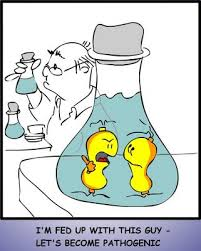 I'M FED UP WITH THIS GUY -
LET'S BECOME PATHOGENIC